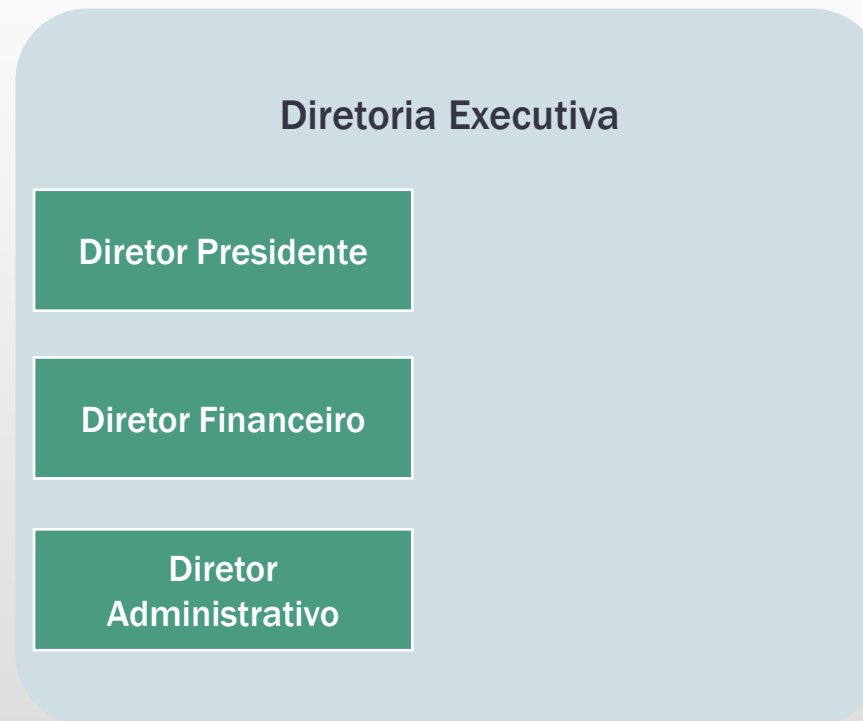 Diretoria Executiva
Diretor Presidente
Diretor Financeiro
Diretor
Administrativo